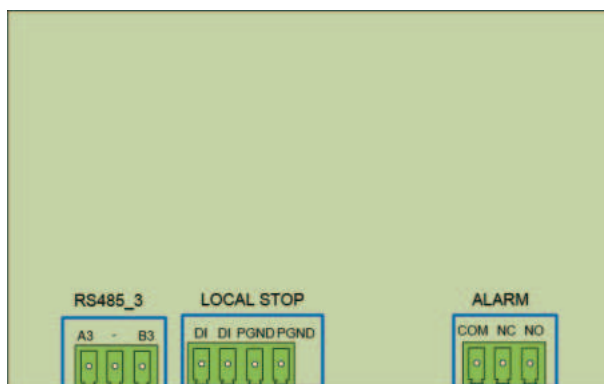 RS485_3 LOCAL STOP ALARM
A3 - B3 DI DI PGND PGND COM NC NO